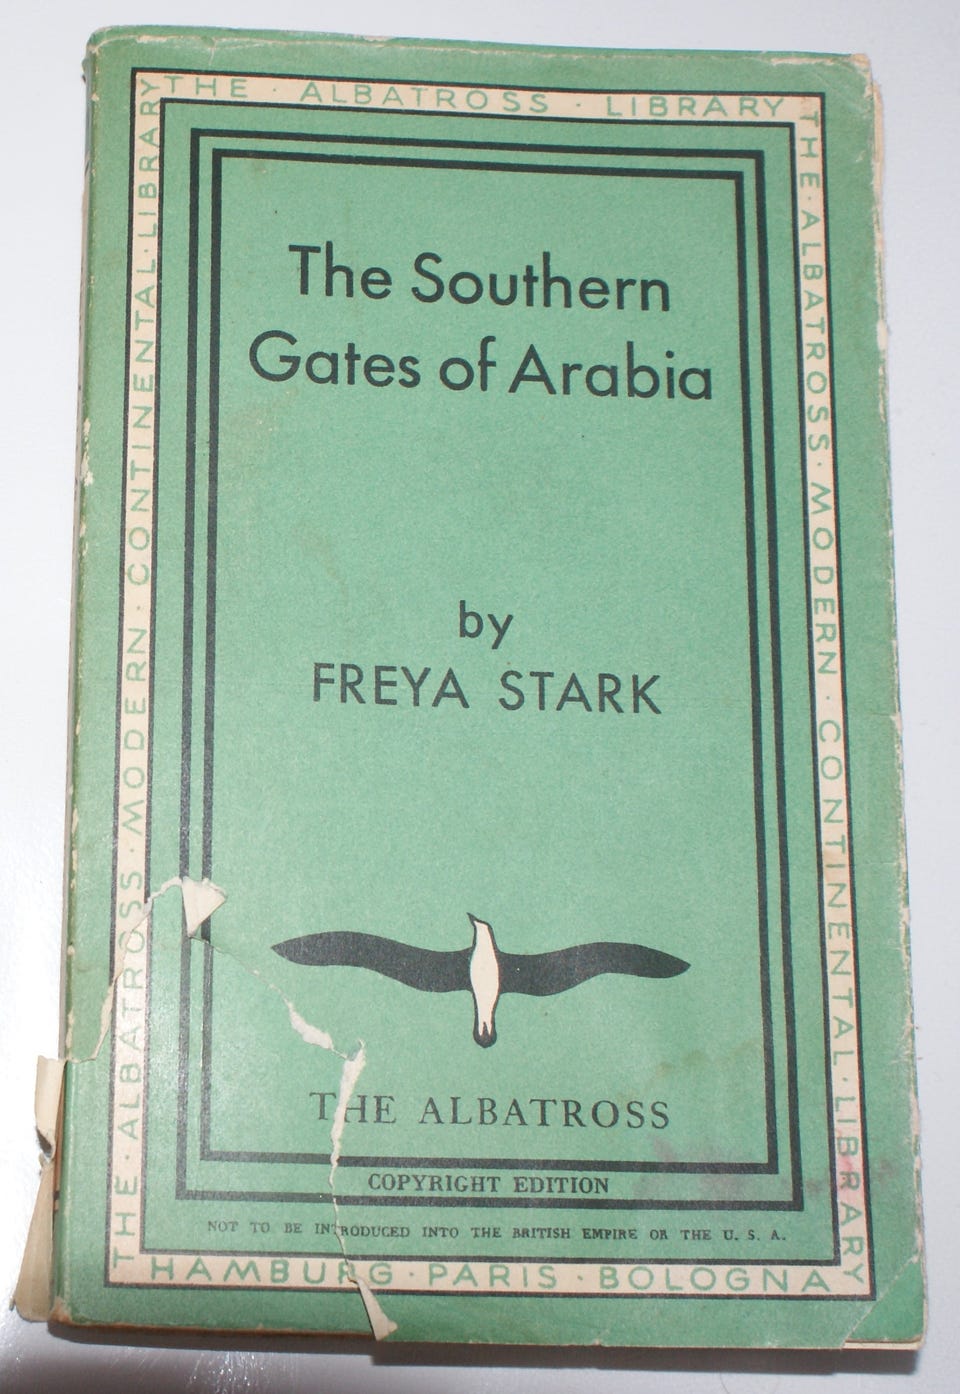 THE · ALBATROSS · LIBRARY
THE · ALBATROSS · MODERN · CONTINENTAL · LIBRARY
THE · ALBATROSS · MODERN · CONTINENTAL · LIBRARY
The Southern
Gates of Arabia
by
FREYA STARK
THE ALBATROSS
COPYRIGHT EDITION
NOT TO BE INTRODUCED INTO THE BRITISH EMPIRE OR THE U. S. A.
HAMBURG · PARIS · BOLOGNA